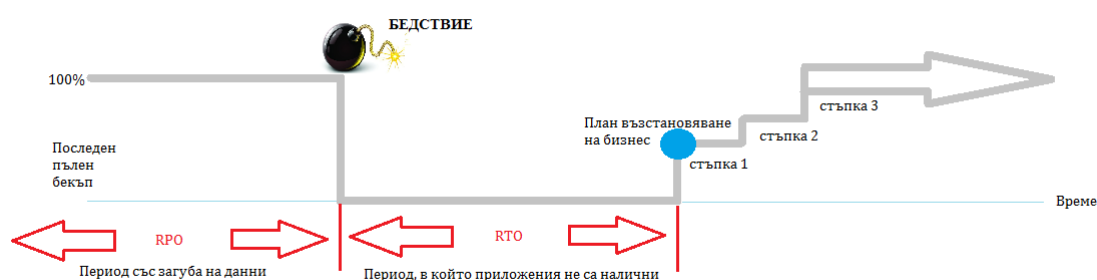 БЕДСТВИЕ
100%
План възстановяване
на бизнес
стъпка 3
стъпка 2
стъпка 1
Последен
пълен
бекъп
Време
RPO
RTO
Период със загуба на данни
Период, в който приложения не са налични